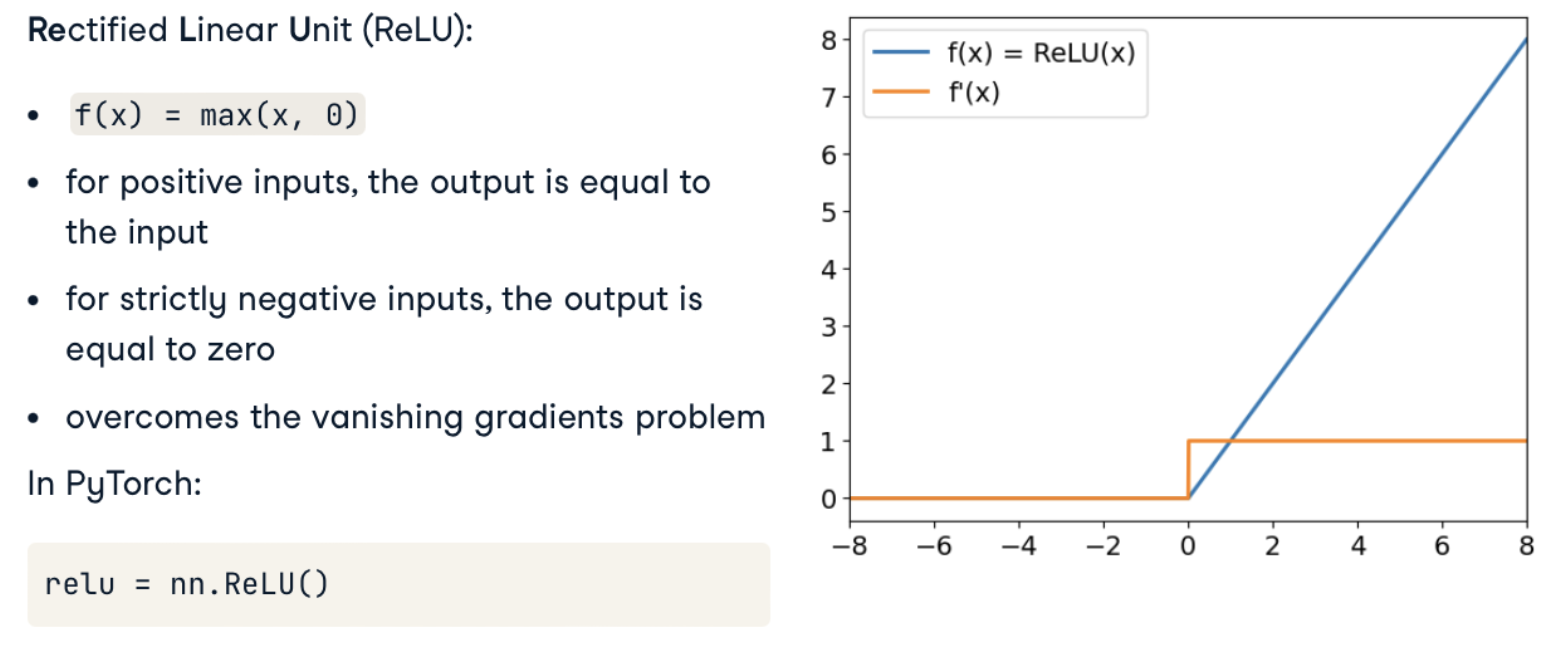 Rectified Linear Unit (ReLU):
• f(x) = max(x, 0)
• for positive inputs, the output is equal to
the input
• for strictly negative inputs, the output is
equal to zero
• overcomes the vanishing gradients problem
In PyTorch:
relu = nn.ReLU()
f(x) = ReLU(x)
f'(x)
8
7
6
5
4
3
2
1
0
−8 −6 −4 −2 0 2 4 6 8